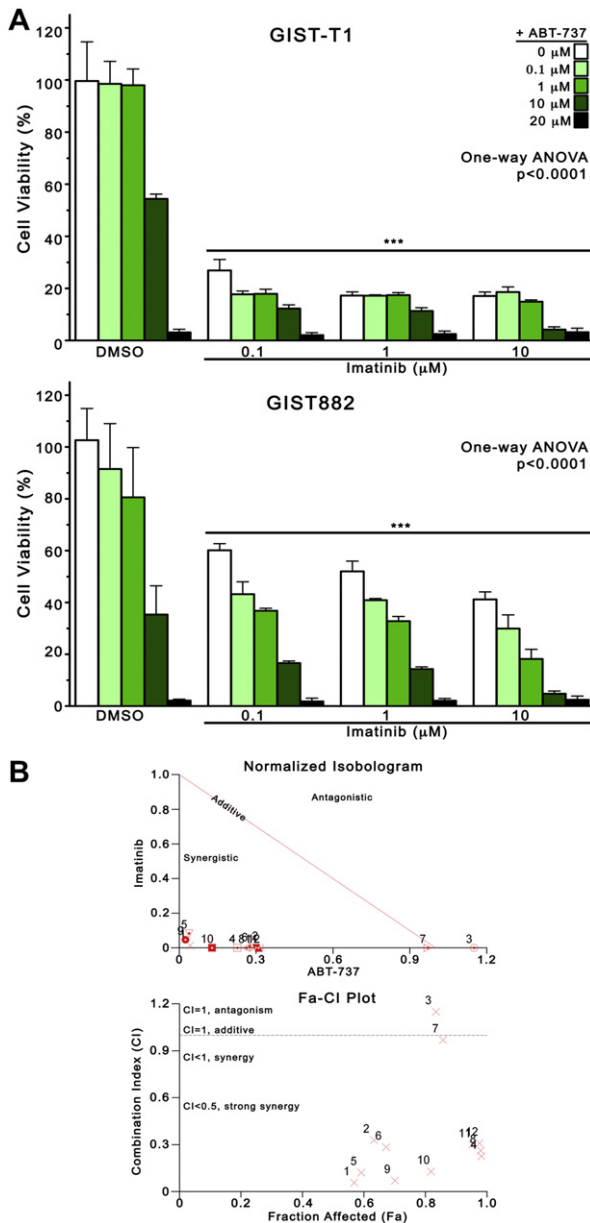 A
GIST-T1
+ ABT-737
0 μM
0.1 μM
1 μM
10 μM
20 μM
One-way ANOVA
p<0.0001
Cell Viability (%)
120
100
80
60
40
20
0
***
DMSO
0.1
1
10
Imatinib (μM)
GIST882
One-way ANOVA
p<0.0001
Cell Viability (%)
120
100
80
60
40
20
0
***
DMSO
0.1
1
10
Imatinib (μM)
B
Normalized Isobologram
Imatinib
1.0
0.8
0.6
0.4
0.2
0
Additive
Antagonistic
Synergistic
5
9
10
4
8
6
2
7
3
0
0.3
0.6
0.9
1.2
ABT-737
Fa-CI Plot
Combination Index (CI)
1.2
0.9
0.6
0.3
0
CI=1, antagonism
CI=1, additive
CI<1, synergy
CI<0.5, strong synergy
3
7
2
6
5
1
9
10
12
11
4
0
0.2
0.4
0.6
0.8
1.0
Fraction Affected (Fa)